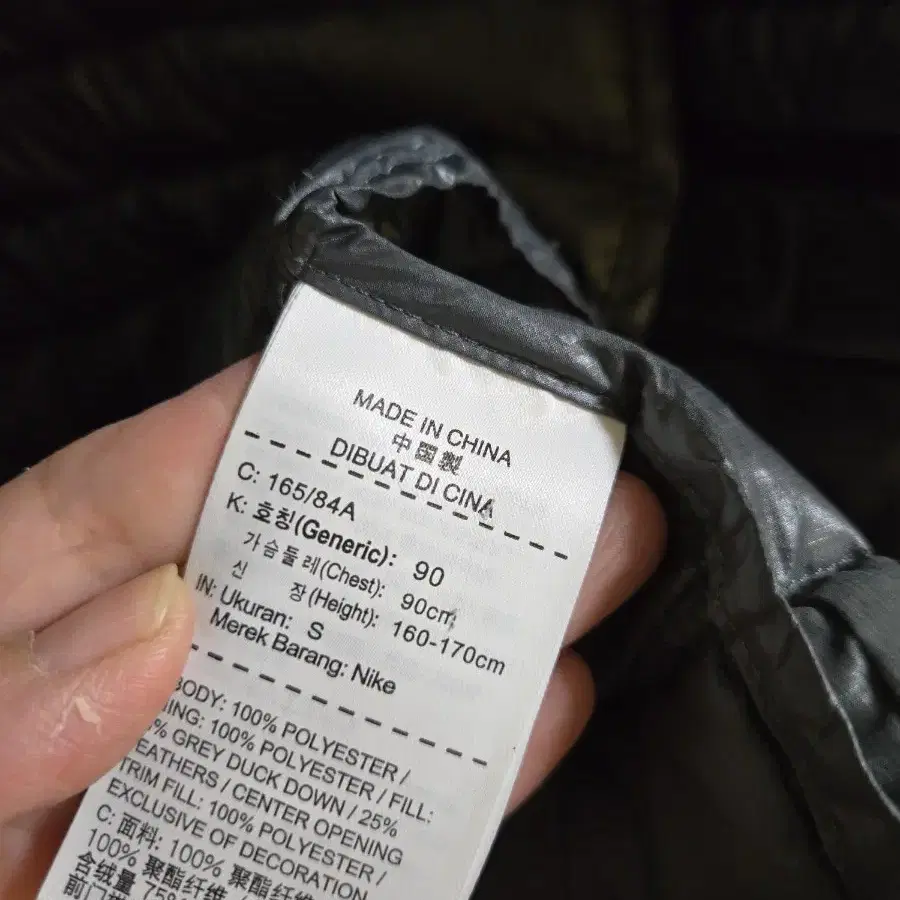 MADE IN CHINA
中國製
DIBUAT DI CINA
C: 165/84A
K: 호칭(Generic): 90
가슴둘레(Chest): 90cm
신 장(Height): 160-170cm
IN: Ukuran: S
Merek Barang: Nike
BODY: 100% POLYESTER /
100% POLYESTER / FILL:
GREY DUCK DOWN / 25%
FEATHERS / CENTER OPENING
TRIM FILL: 100% POLYESTER /
EXCLUSIVE OF DECORATION
C: 面料: 100% 聚酯纤维
100% 聚酯纤维
含绒量 75%